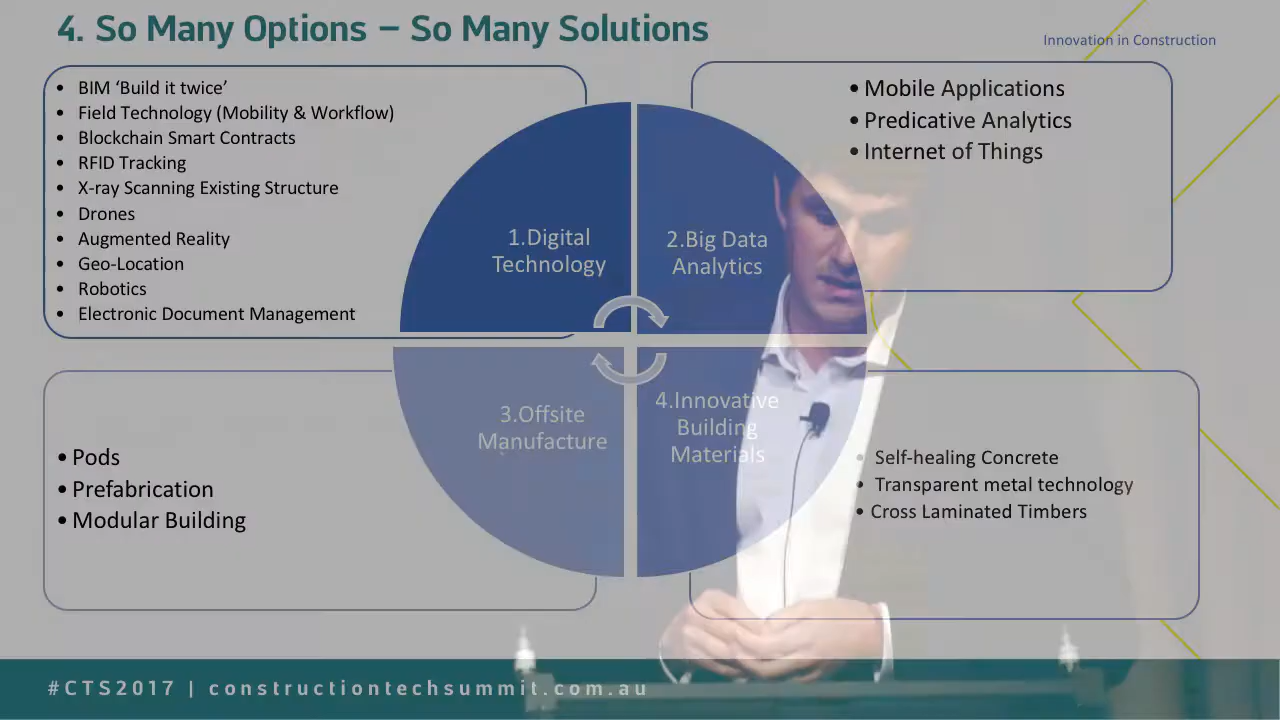 4. So Many Options – So Many Solutions
Innovation in Construction
• BIM ‘Build it twice’
• Field Technology (Mobility & Workflow)
• Blockchain Smart Contracts
• RFID Tracking
• X-ray Scanning Existing Structure
• Drones
• Augmented Reality
• Geo-Location
• Robotics
• Electronic Document Management
• Mobile Applications
• Predicative Analytics
• Internet of Things
1.Digital
Technology
2.Big Data
Analytics
3.Offsite
Manufacture
4.Innovative
Building
Materials
• Pods
• Prefabrication
• Modular Building
• Self-healing Concrete
• Transparent metal technology
• Cross Laminated Timbers
#CTS2017 | constructiontechsummit.com.au